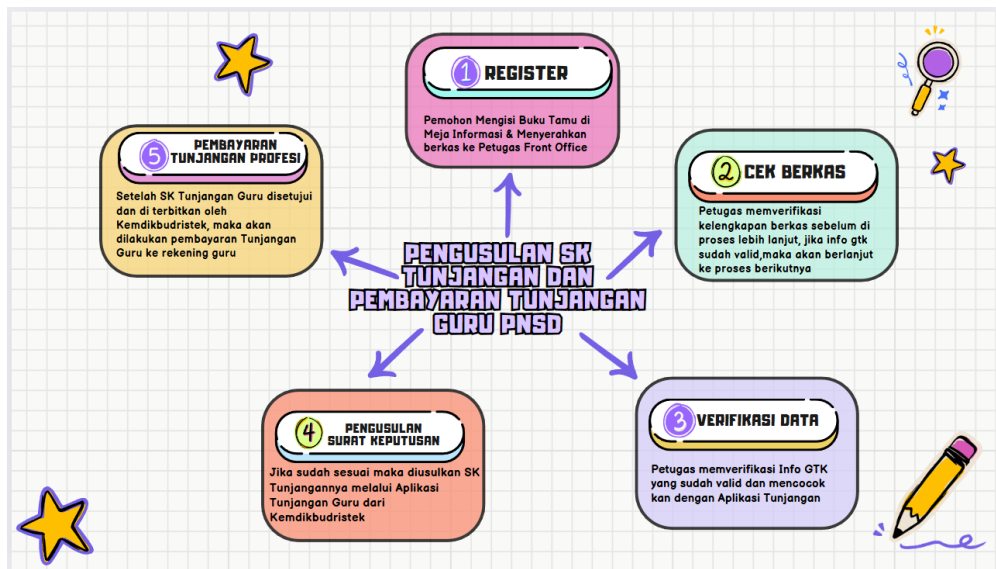 1 REGISTER
Pemohon Mengisi Buku Tamu di
Meja Informasi & Menyerahkan
berkas ke Petugas Front Office
2 CEK BERKAS
Petugas memverifikasi
kelengkapan berkas sebelum di
proses lebih lanjut, jika info gtk
sudah valid,maka akan berlanjut
ke proses berikutnya
3 VERIFIKASI DATA
Petugas memverifikasi Info GTK
yang sudah valid dan mencocok
kan dengan Aplikasi Tunjangan
4 PENGUSULAN
SURAT KEPUTUSAN
Jika sudah sesuai maka diusulkan SK
Tunjangannya melalui Aplikasi
Tunjangan Guru dari
Kemdikbudristek
5 PEMBAYARAN
TUNJANGAN PROFESI
Setelah SK Tunjangan Guru disetujui
dan di terbitkan oleh
Kemdikbudristek, maka akan
dilakukan pembayaran Tunjangan
Guru ke rekening guru
PENGUSULAN SK
TUNJANGAN DAN
PEMBAYARAN TUNJANGAN
GURU PNSD